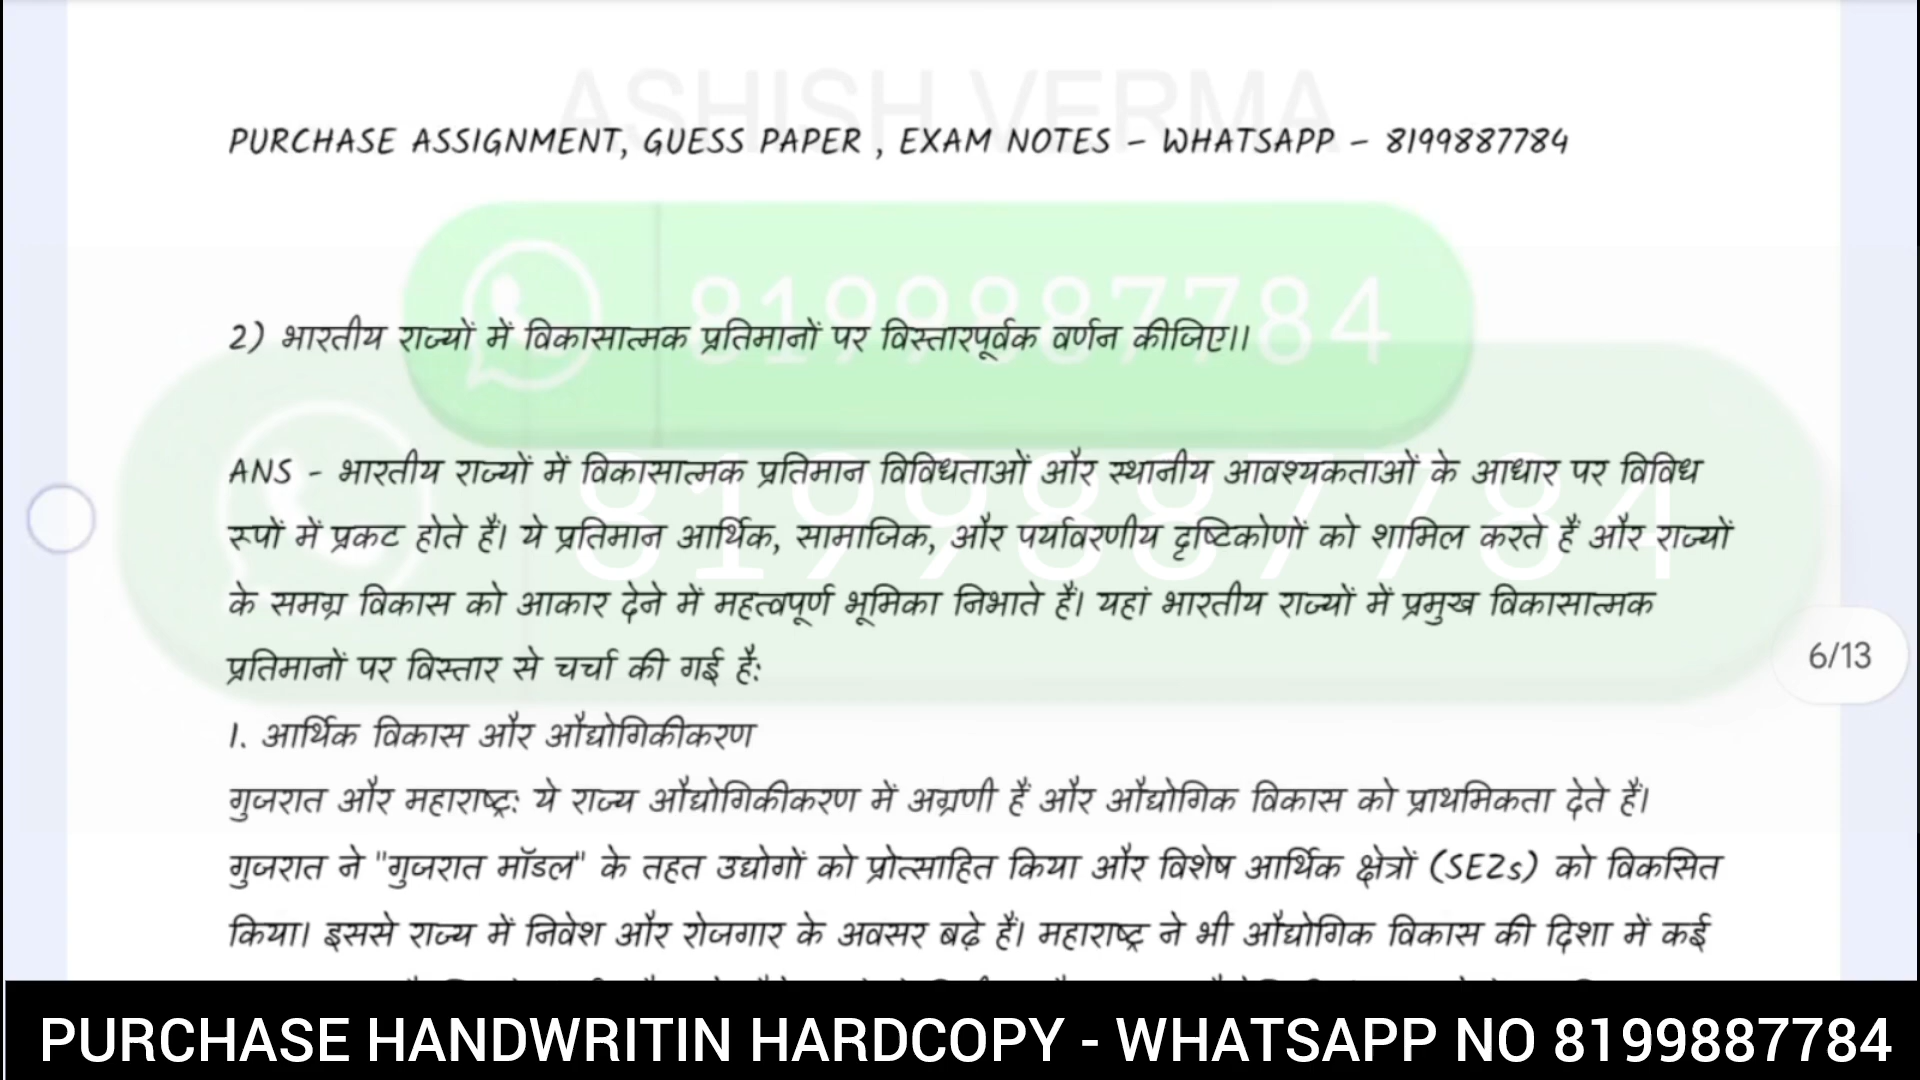 ASHISH VERMA
PURCHASE ASSIGNMENT, GUESS PAPER , EXAM NOTES – WHATSAPP – 8199887784
8199887784
2) भारतीय राज्यों में विकासात्मक प्रतिमानों पर विस्तारपूर्वक वर्णन कीजिए।।
8199887784
ANS - भारतीय राज्यों में विकासात्मक प्रतिमान विविधताओं और स्थानीय आवश्यकताओं के आधार पर विविध
रूपों में प्रकट होते हैं। ये प्रतिमान आर्थिक, सामाजिक, और पर्यावरणीय दृष्टिकोणों को शामिल करते हैं और राज्यों
के समग्र विकास को आकार देने में महत्वपूर्ण भूमिका निभाते हैं। यहां भारतीय राज्यों में प्रमुख विकासात्मक
प्रतिमानों पर विस्तार से चर्चा की गई है:
6/13
1. आर्थिक विकास और औद्योगिकीकरण
गुजरात और महाराष्ट्र: ये राज्य औद्योगिकीकरण में अग्रणी हैं और औद्योगिक विकास को प्राथमिकता देते हैं।
गुजरात ने "गुजरात मॉडल" के तहत उद्योगों को प्रोत्साहित किया और विशेष आर्थिक क्षेत्रों (SEZs) को विकसित
किया। इससे राज्य में निवेश और रोजगार के अवसर बढ़े हैं। महाराष्ट्र ने भी औद्योगिक विकास की दिशा में कई
PURCHASE HANDWRITIN HARDCOPY - WHATSAPP NO 8199887784